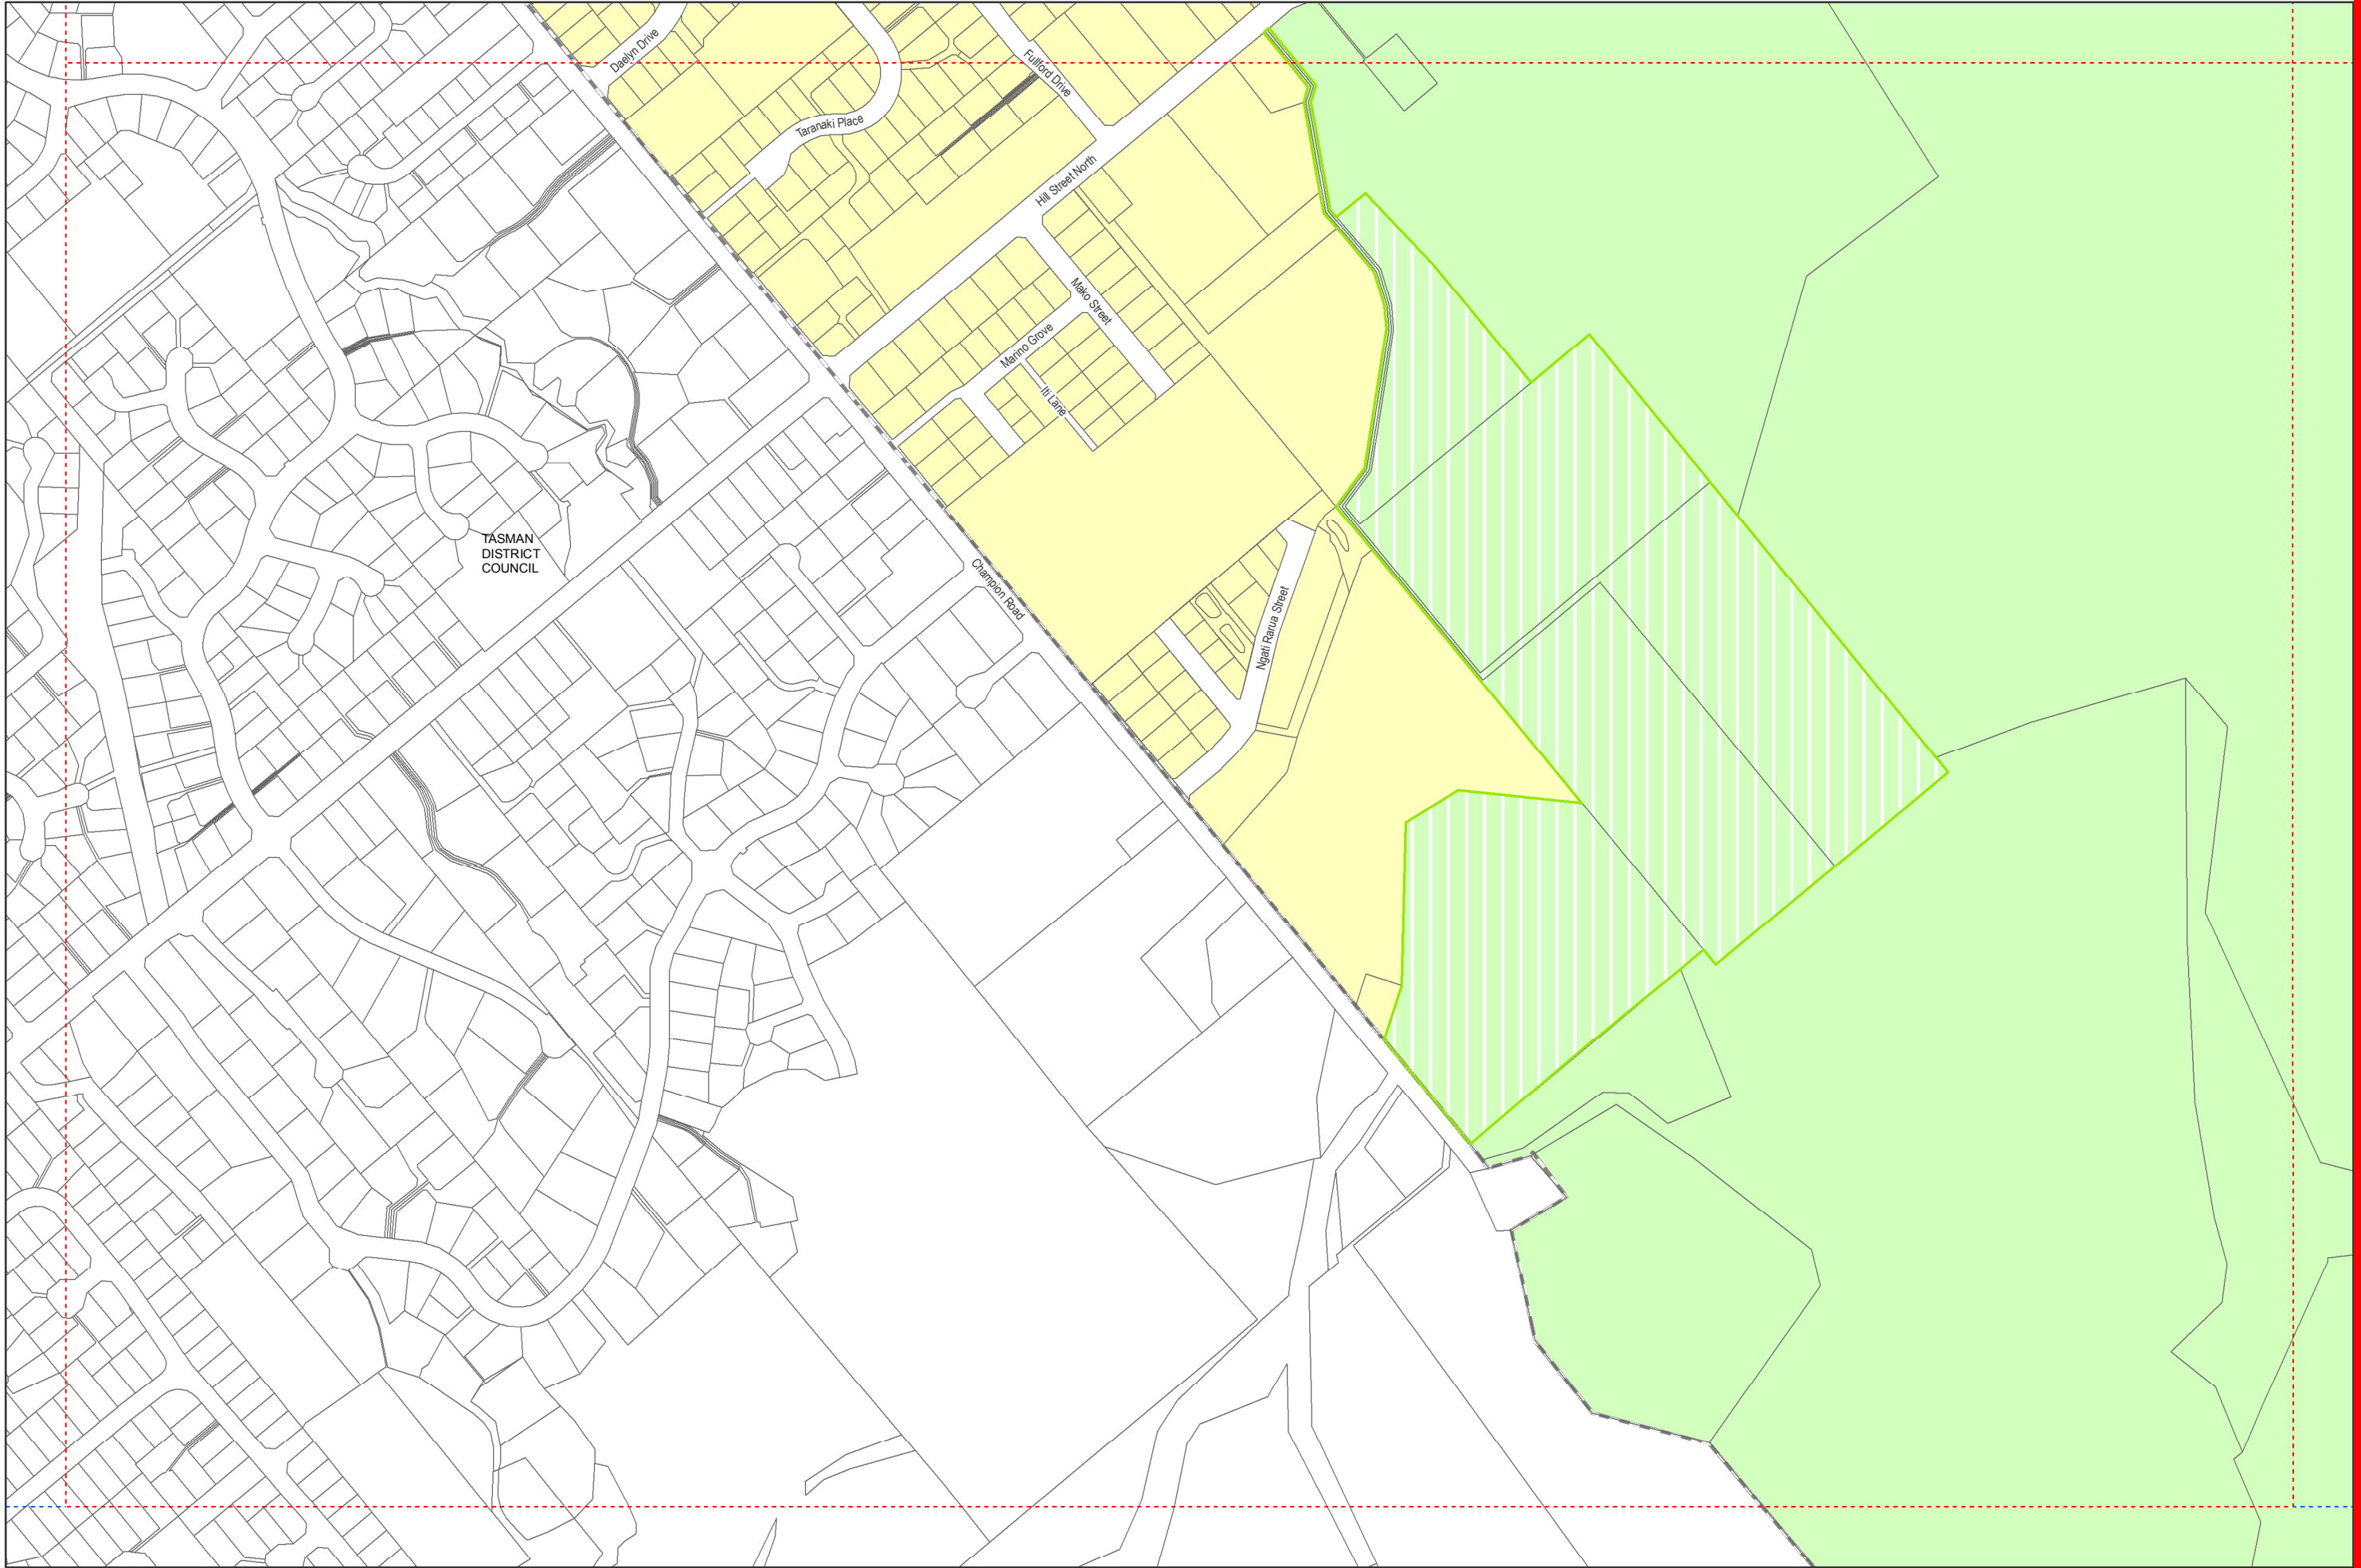 Daelyn Drive
Fullford Drive
Taranaki Place
Hill Street North
Mako Street
Marino Grove
Iti Lane
TASMAN
DISTRICT
COUNCIL
Champion Road
Ngati Rarua Street